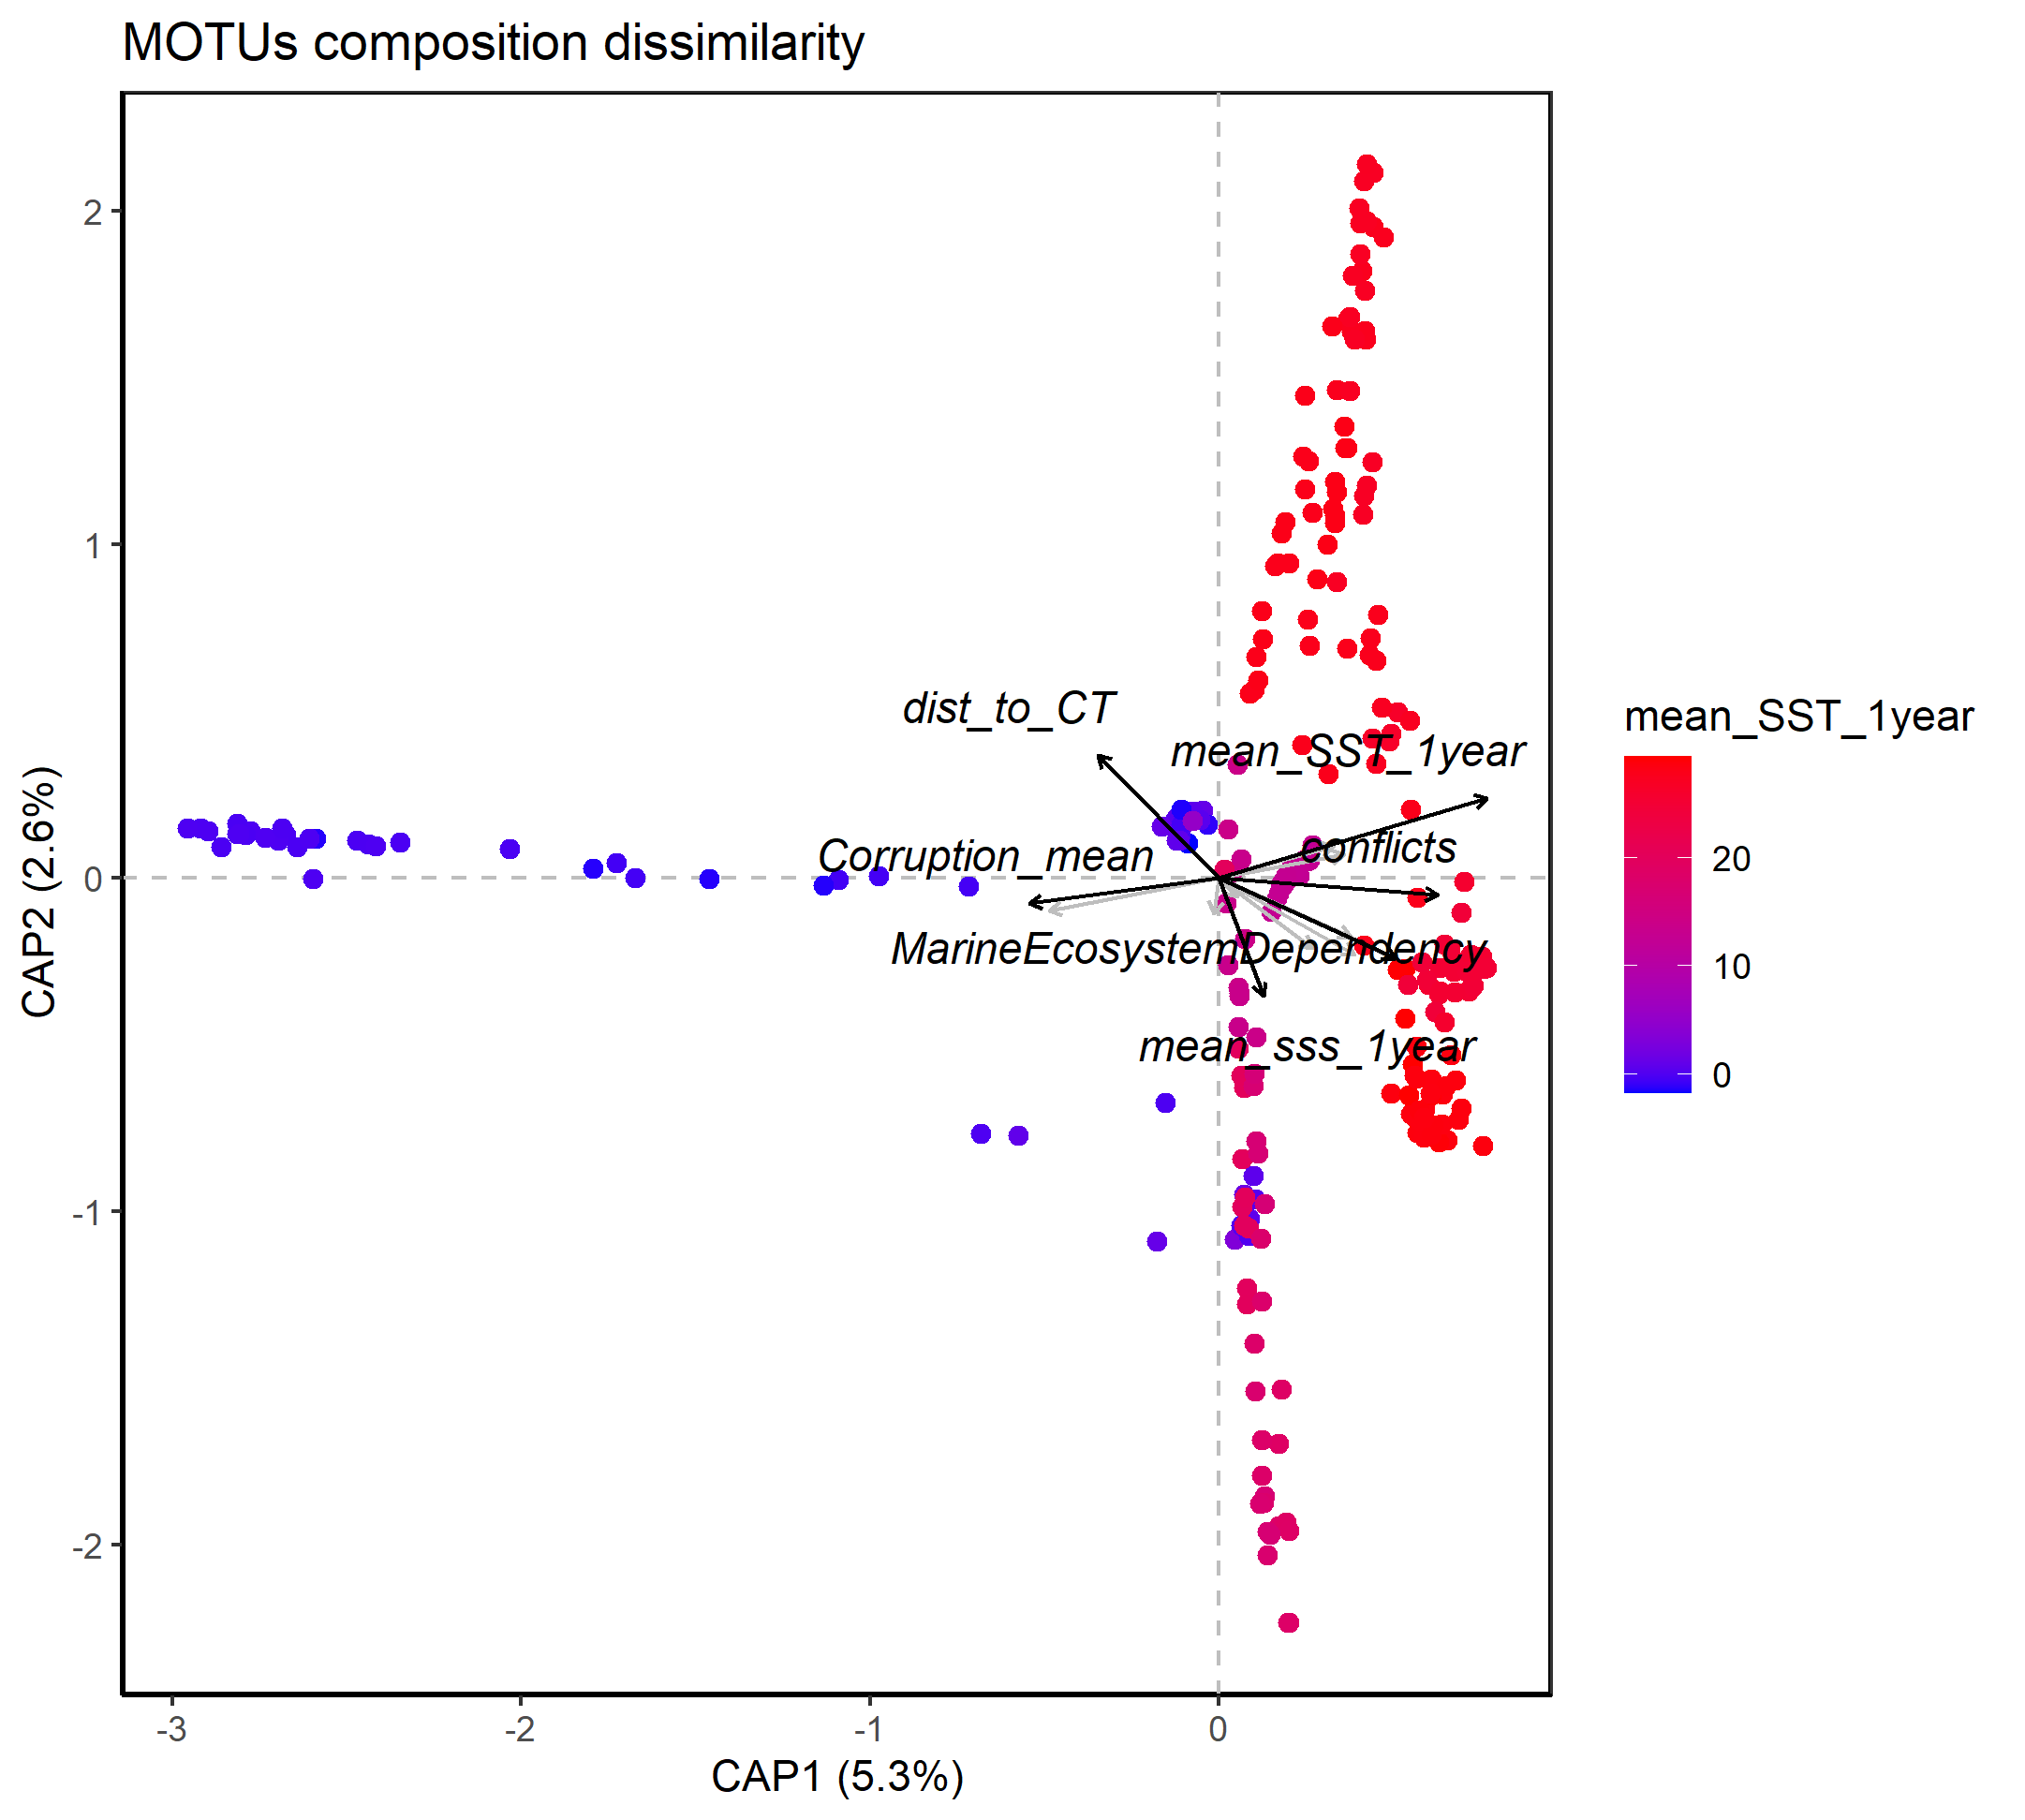 MOTUs composition dissimilarity
CAP2 (2.6%)
2
1
0
-1
-2
dist_to_CT
mean_SST_1year
Corruption_mean
conflicts
MarineEcosystemDependency
mean_sss_1year
-3
-2
-1
0
CAP1 (5.3%)
mean_SST_1year
20
10
0